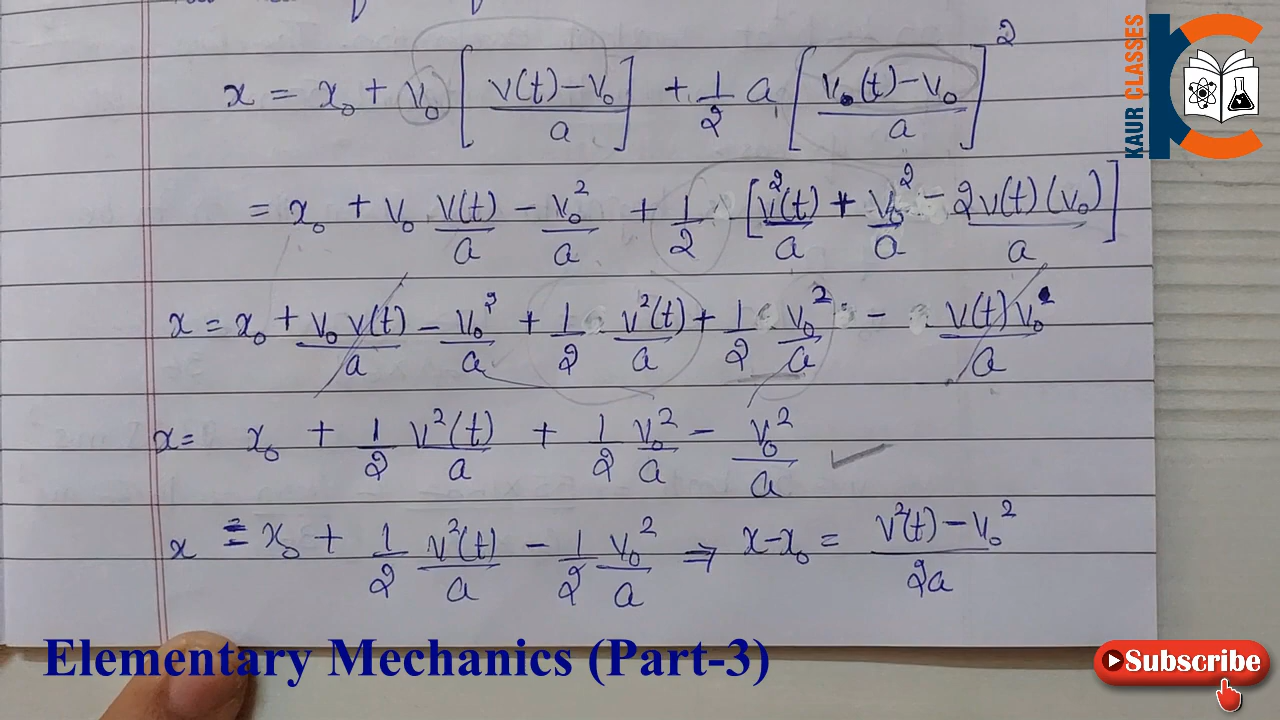 x = x₀ + v₀ [ (v(t) – v₀)/a ] + 1/2 a [ (v₀(t) – v₀)/a ]²
KAUR CLASSES
= x₀ + v₀ v(t)/a – v₀²/a + 1/2 [ v²(t)/a + v₀²/a – 2v(t)(v₀)/a ]
x = x₀ + v₀ v(t)/a – v₀²/a + 1/2 v²(t)/a + 1/2 v₀²/a – v(t) v₀/a
x = x₀ + 1/2 v²(t)/a + 1/2 v₀²/a – v₀²/a ✓
x = x₀ + 1/2 v²(t)/a – 1/2 v₀²/a ⇒ x–x₀ = (v²(t) – v₀²)/2a
Elementary Mechanics (Part-3)
Subscribe